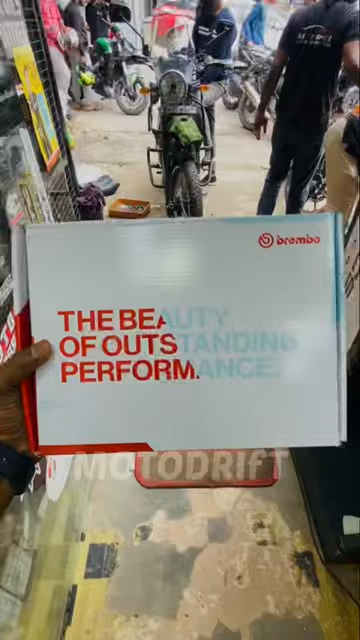 brembo
THE BEAUTY
OF OUTSTANDING
PERFORMANCE.
MOTODRIFT